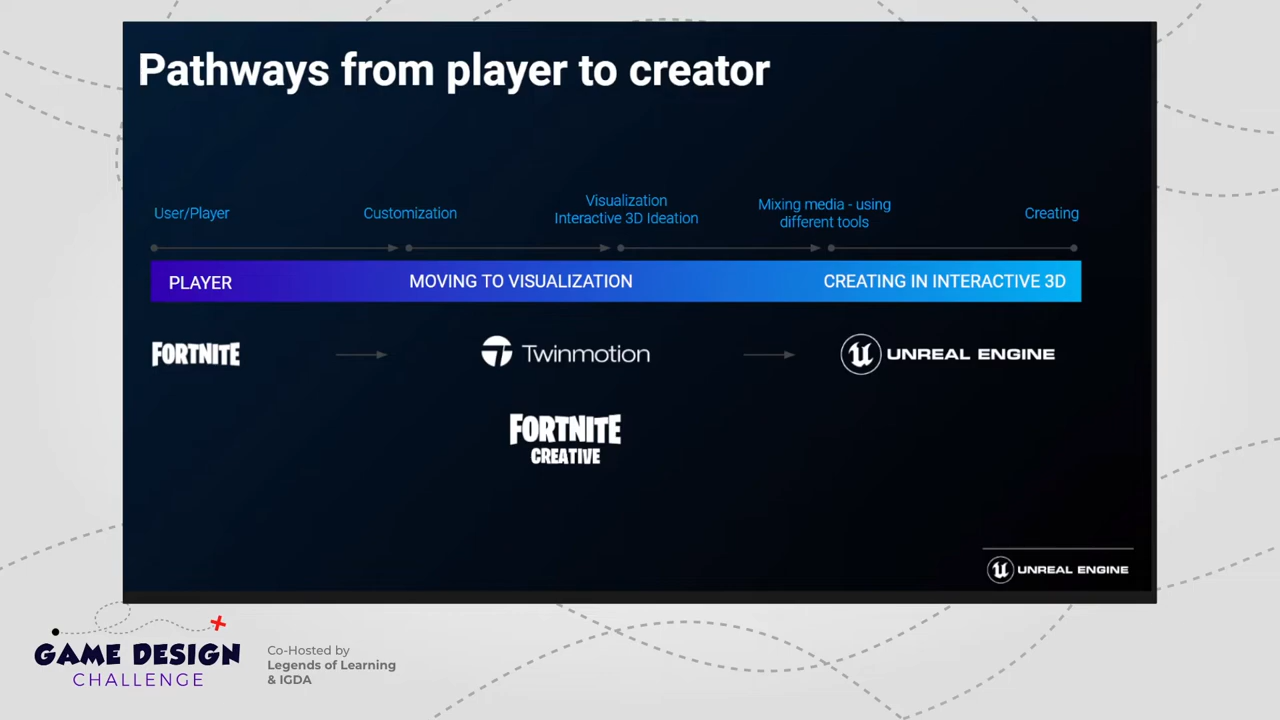 Pathways from player to creator
User/Player
Customization
Visualization
Interactive 3D Ideation
Mixing media - using
different tools
Creating
PLAYER
MOVING TO VISUALIZATION
CREATING IN INTERACTIVE 3D
FORTNITE
Twinmotion
UNREAL ENGINE
FORTNITE
CREATIVE
UNREAL ENGINE
GAME DESIGN
CHALLENGE
Co-Hosted by
Legends of Learning
& IGDA